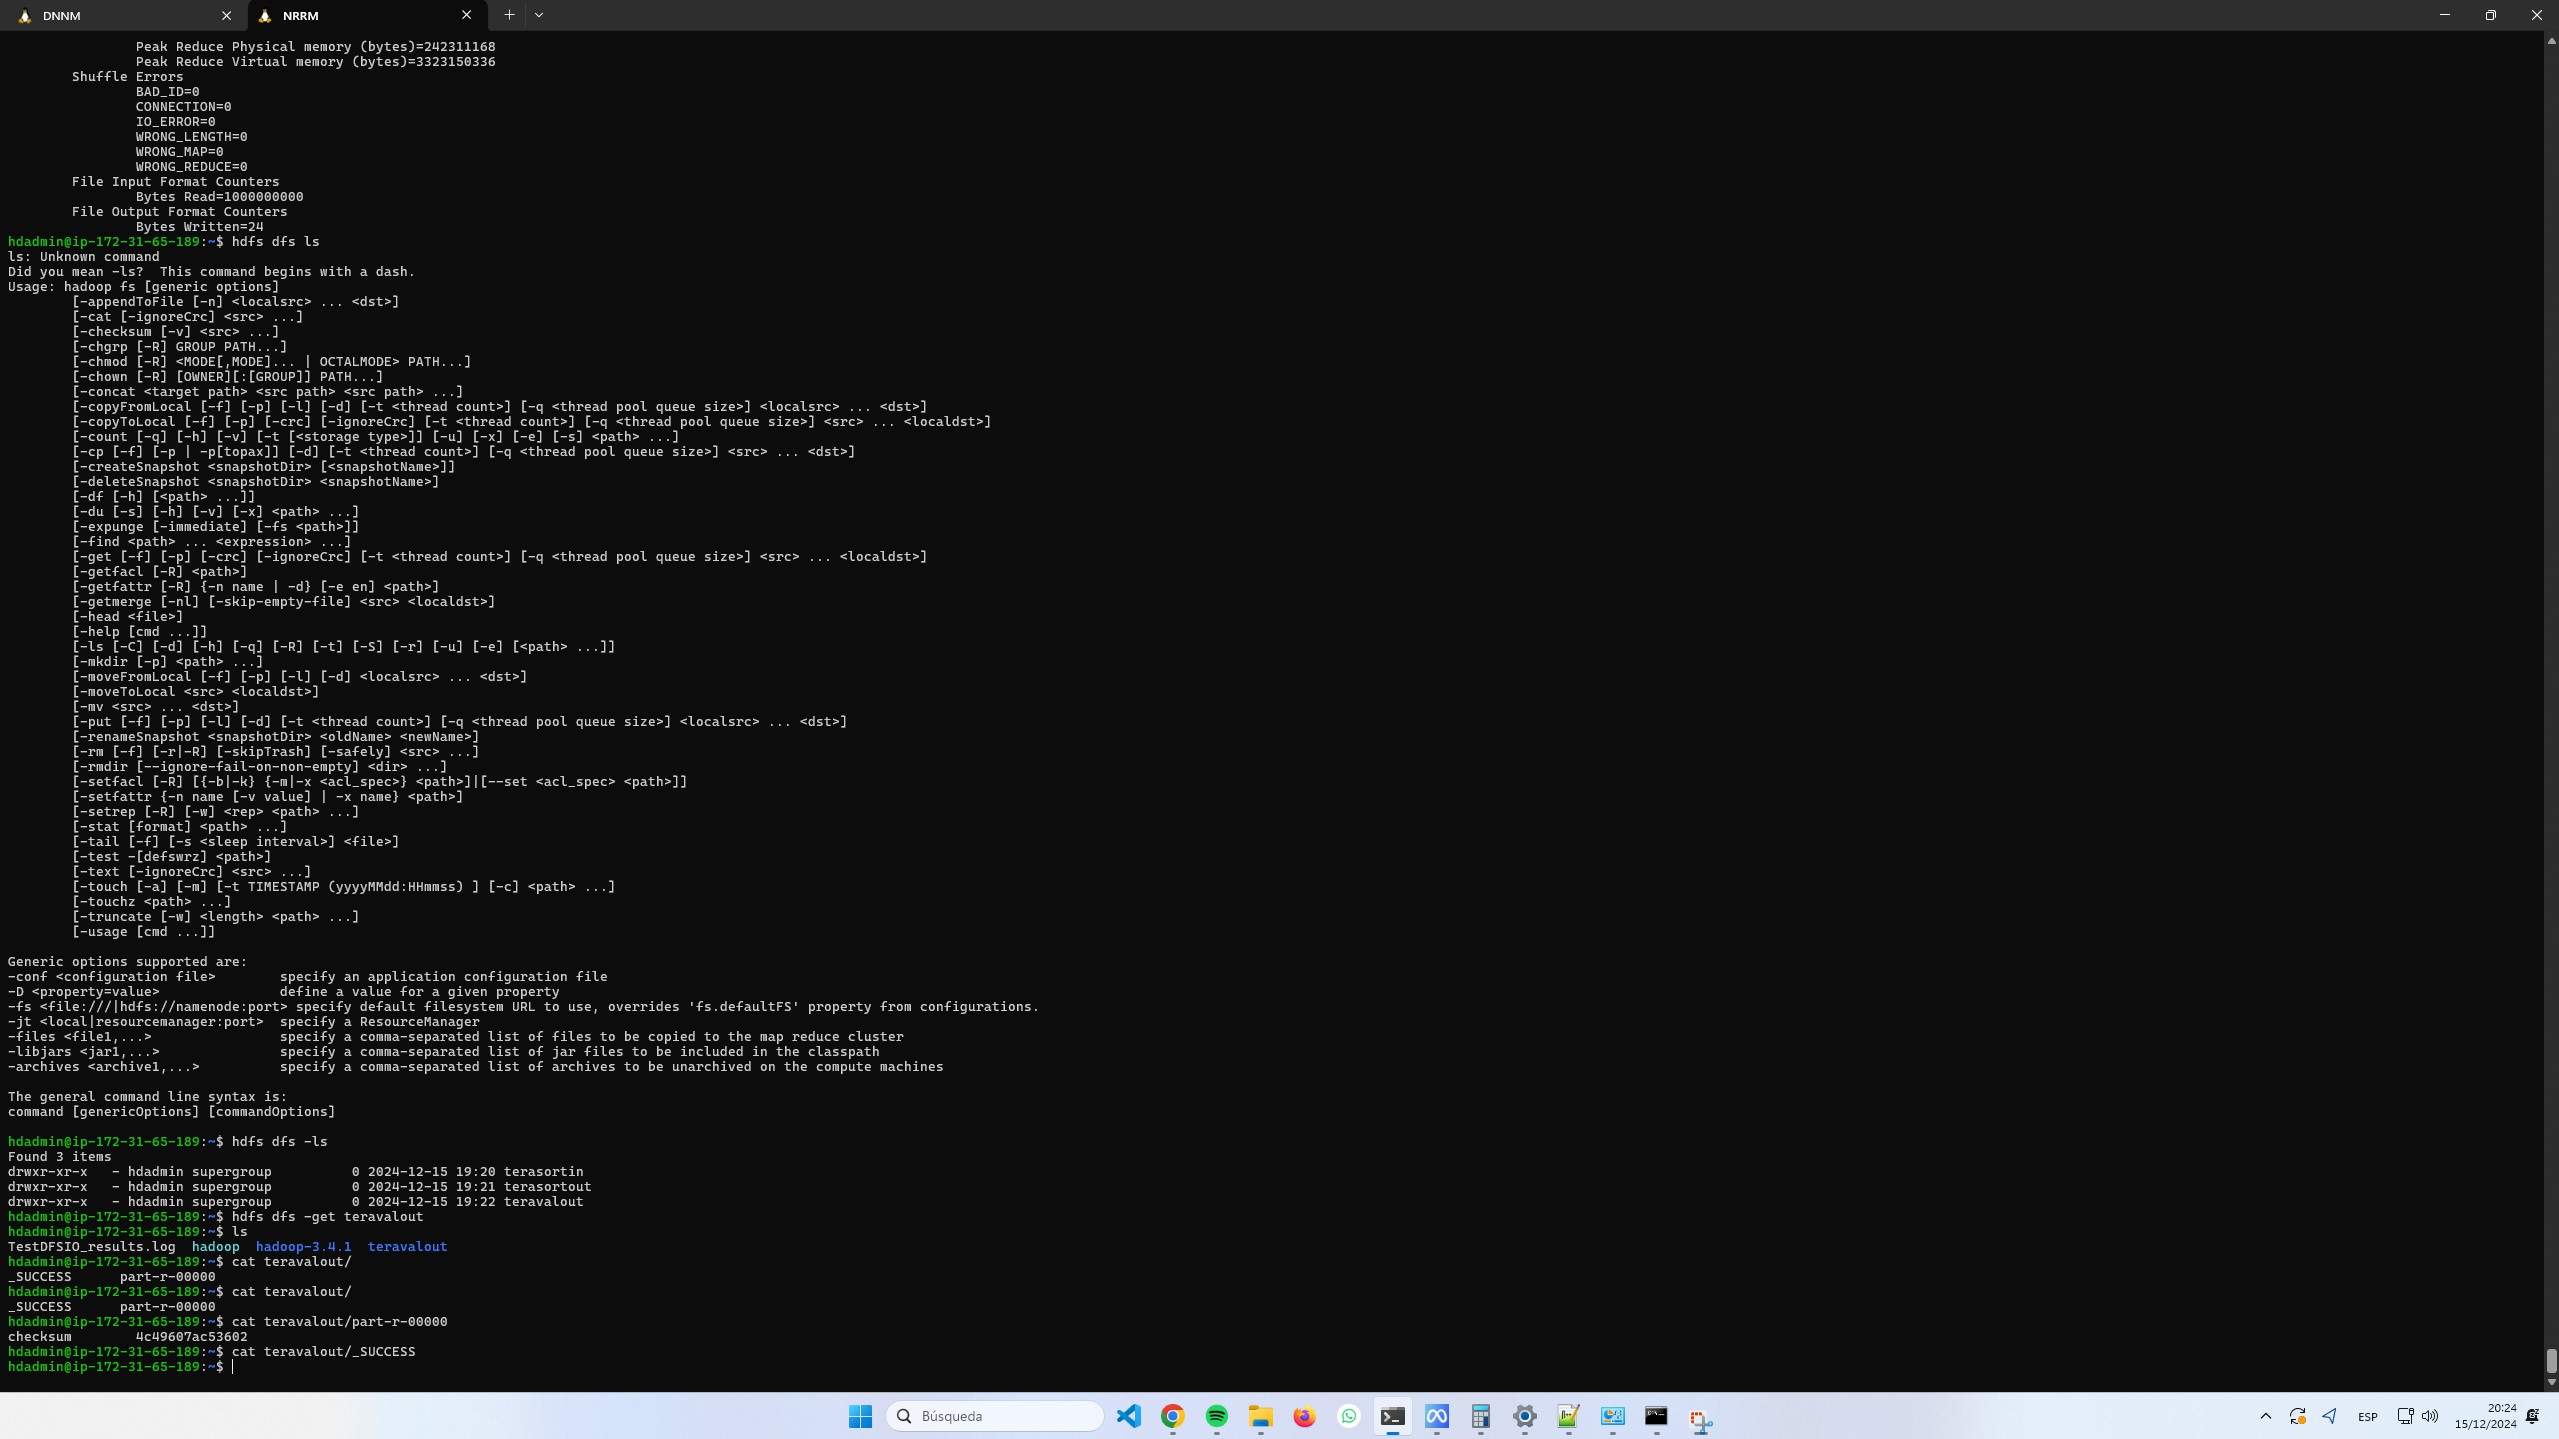 DNNM
NRRM
Peak Reduce Physical memory (bytes)=242311168
Peak Reduce Virtual memory (bytes)=3323150336
Shuffle Errors
BAD_ID=0
CONNECTION=0
IO_ERROR=0
WRONG_LENGTH=0
WRONG_MAP=0
WRONG_REDUCE=0
File Input Format Counters
Bytes Read=1000000000
File Output Format Counters
Bytes Written=24
hdadmin@ip-172-31-65-189:~$ hdfs dfs ls
ls: Unknown command
Did you mean -ls?  This command begins with a dash.
Usage: hadoop fs [generic options]
[-appendToFile [-n] <localsrc> ... <dst>]
[-cat [-ignoreCrc] <src> ...]
[-checksum [-v] <src> ...]
[-chgrp [-R] GROUP PATH...]
[-chmod [-R] <MODE[,MODE]... | OCTALMODE> PATH...]
[-chown [-R] [OWNER][:[GROUP]] PATH...]
[-concat <target path> <src path> <src path> ...]
[-copyFromLocal [-f] [-p] [-l] [-d] [-t <thread count>] [-q <thread pool queue size>] <localsrc> ... <dst>]
[-copyToLocal [-f] [-p] [-crc] [-ignoreCrc] [-t <thread count>] [-q <thread pool queue size>] <src> ... <localdst>]
[-count [-q] [-h] [-v] [-t [<storage type>]] [-u] [-x] [-e] [-s] <path> ...]
[-cp [-f] [-p | -p[topax]] [-d] [-t <thread count>] [-q <thread pool queue size>] <src> ... <dst>]
[-createSnapshot <snapshotDir> [<snapshotName>]]
[-deleteSnapshot <snapshotDir> <snapshotName>]
[-df [-h] [<path> ...]]
[-du [-s] [-h] [-v] [-x] <path> ...]
[-expunge [-immediate] [-fs <path>]]
[-find <path> ... <expression> ...]
[-get [-f] [-p] [-crc] [-ignoreCrc] [-t <thread count>] [-q <thread pool queue size>] <src> ... <localdst>]
[-getfacl [-R] <path>]
[-getfattr [-R] {-n name | -d} [-e en] <path>]
[-getmerge [-nl] [-skip-empty-file] <src> <localdst>]
[-head <file>]
[-help [cmd ...]]
[-ls [-C] [-d] [-h] [-q] [-R] [-t] [-S] [-r] [-u] [-e] [<path> ...]]
[-mkdir [-p] <path> ...]
[-moveFromLocal [-f] [-p] [-l] [-d] <localsrc> ... <dst>]
[-moveToLocal <src> <localdst>]
[-mv <src> ... <dst>]
[-put [-f] [-p] [-l] [-d] [-t <thread count>] [-q <thread pool queue size>] <localsrc> ... <dst>]
[-renameSnapshot <snapshotDir> <oldName> <newName>]
[-rm [-f] [-r|-R] [-skipTrash] [-safely] <src> ...]
[-rmdir [--ignore-fail-on-non-empty] <dir> ...]
[-setfacl [-R] [{-b|-k} {-m|-x <acl_spec>} <path>]|[--set <acl_spec> <path>]]
[-setfattr {-n name [-v value] | -x name} <path>]
[-setrep [-R] [-w] <rep> <path> ...]
[-stat [format] <path> ...]
[-tail [-f] [-s <sleep interval>] <file>]
[-test -[defswrz] <path>]
[-text [-ignoreCrc] <src> ...]
[-touch [-a] [-m] [-t TIMESTAMP (yyyyMMdd:HHmmss) ] [-c] <path> ...]
[-touchz <path> ...]
[-truncate [-w] <length> <path> ...]
[-usage [cmd ...]]
Generic options supported are:
-conf <configuration file>        specify an application configuration file
-D <property=value>               define a value for a given property
-fs <file:///|hdfs://namenode:port> specify default filesystem URL to use, overrides 'fs.defaultFS' property from configurations.
-jt <local|resourcemanager:port>  specify a ResourceManager
-files <file1,...>                specify a comma-separated list of files to be copied to the map reduce cluster
-libjars <jar1,...>               specify a comma-separated list of jar files to be included in the classpath
-archives <archive1,...>          specify a comma-separated list of archives to be unarchived on the compute machines
The general command line syntax is:
command [genericOptions] [commandOptions]
hdadmin@ip-172-31-65-189:~$ hdfs dfs -ls
Found 3 items
drwxr-xr-x   - hdadmin supergroup          0 2024-12-15 19:20 terasortin
drwxr-xr-x   - hdadmin supergroup          0 2024-12-15 19:21 terasortout
drwxr-xr-x   - hdadmin supergroup          0 2024-12-15 19:22 teravalout
hdadmin@ip-172-31-65-189:~$ hdfs dfs -get teravalout
hdadmin@ip-172-31-65-189:~$ ls
TestDFSIO_results.log  hadoop  hadoop-3.4.1  teravalout
hdadmin@ip-172-31-65-189:~$ cat teravalout/
_SUCCESS      part-r-00000
hdadmin@ip-172-31-65-189:~$ cat teravalout/
_SUCCESS      part-r-00000
hdadmin@ip-172-31-65-189:~$ cat teravalout/part-r-00000
checksum        4c49607ac53602
hdadmin@ip-172-31-65-189:~$ cat teravalout/_SUCCESS
hdadmin@ip-172-31-65-189:~$
Búsqueda
ESP
20:24
15/12/2024